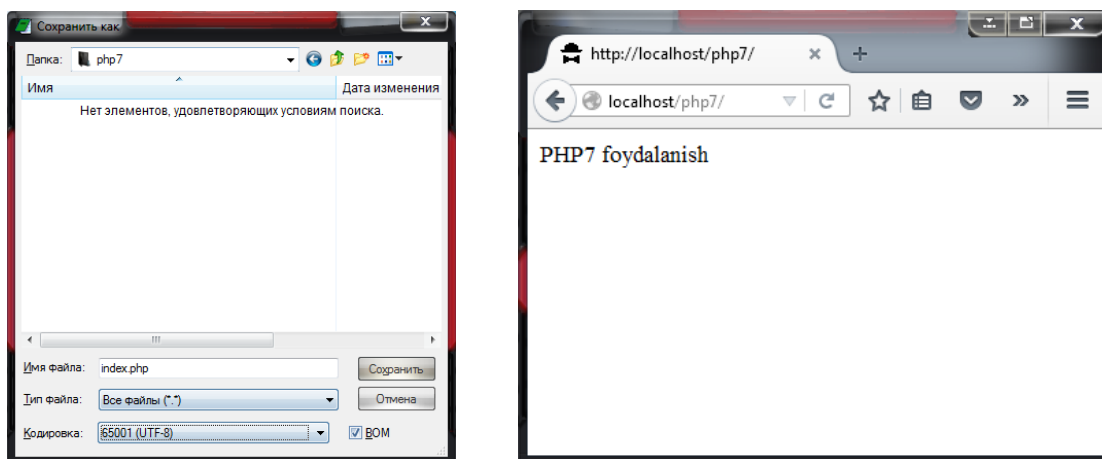 Сохранить как
Папка: php7
Имя Дата изменения
Нет элементов, удовлетворяющих условиям поиска.
Имя файла: index.php Сохранить
Тип файла: Все файлы (*.*) Отмена
Кодировка: 65001 (UTF-8) BOM
http://localhost/php7/
localhost/php7/
PHP7 foydalanish